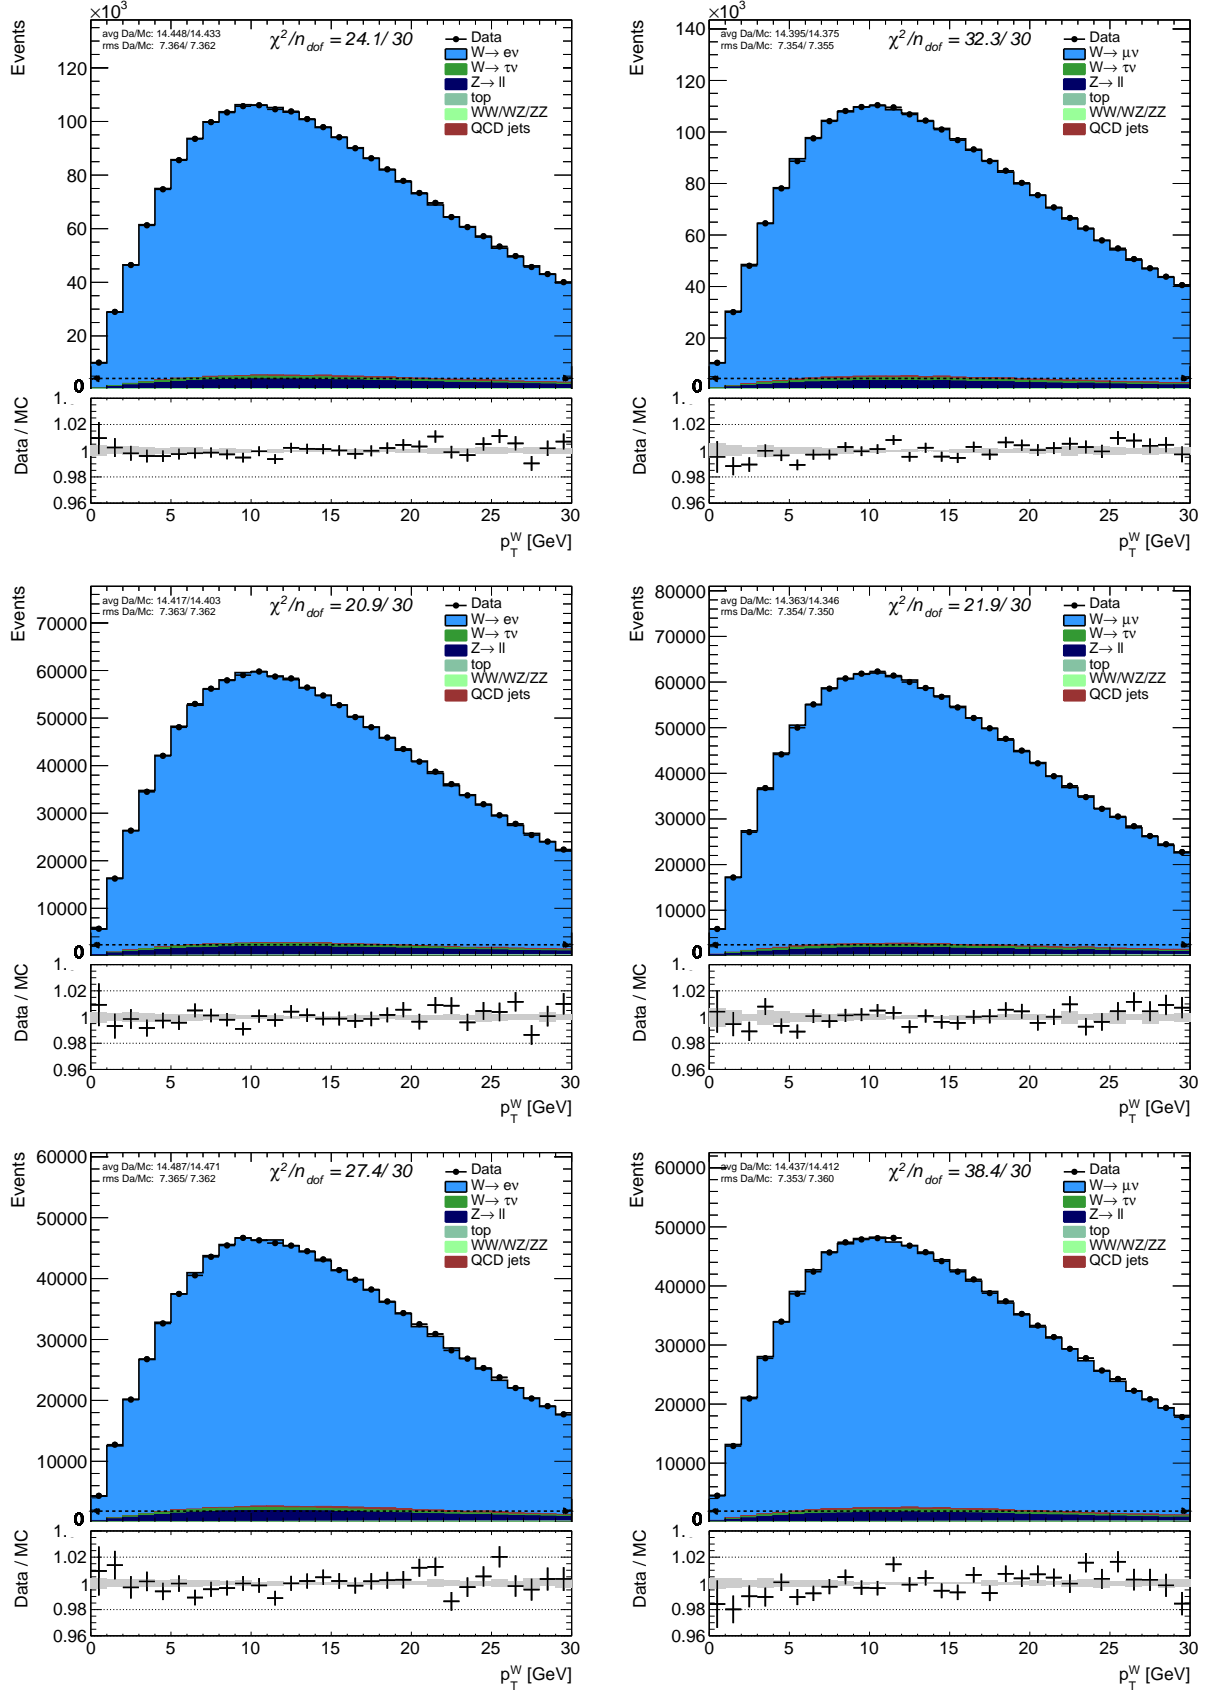 ×10³
Events
avg Da/Mc: 14.448/14.433
rms Da/Mc: 7.364/ 7.362
χ²/n_dof = 24.1/ 30
Data
W→ eν
W→ τν
Z→ ll
top
WW/WZ/ZZ
QCD jets
120
100
80
60
40
20
0
Data / MC
1.
1.02
1
0.98
0.96
0 5 10 15 20 25 30
p_T^W [GeV]
×10³
Events
avg Da/Mc: 14.395/14.375
rms Da/Mc: 7.354/ 7.355
χ²/n_dof = 32.3/ 30
Data
W→ μν
W→ τν
Z→ ll
top
WW/WZ/ZZ
QCD jets
140
120
100
80
60
40
20
0
Data / MC
1.
1.02
1
0.98
0.96
0 5 10 15 20 25 30
p_T^W [GeV]
Events
avg Da/Mc: 14.417/14.403
rms Da/Mc: 7.363/ 7.362
χ²/n_dof = 20.9/ 30
Data
W→ eν
W→ τν
Z→ ll
top
WW/WZ/ZZ
QCD jets
70000
60000
50000
40000
30000
20000
10000
0
Data / MC
1.
1.02
1
0.98
0.96
0 5 10 15 20 25 30
p_T^W [GeV]
Events
avg Da/Mc: 14.363/14.346
rms Da/Mc: 7.354/ 7.350
χ²/n_dof = 21.9/ 30
Data
W→ μν
W→ τν
Z→ ll
top
WW/WZ/ZZ
QCD jets
80000
70000
60000
50000
40000
30000
20000
10000
0
Data / MC
1.
1.02
1
0.98
0.96
0 5 10 15 20 25 30
p_T^W [GeV]
Events
avg Da/Mc: 14.487/14.471
rms Da/Mc: 7.365/ 7.362
χ²/n_dof = 27.4/ 30
Data
W→ eν
W→ τν
Z→ ll
top
WW/WZ/ZZ
QCD jets
60000
50000
40000
30000
20000
10000
0
Data / MC
1.
1.02
1
0.98
0.96
0 5 10 15 20 25 30
p_T^W [GeV]
Events
avg Da/Mc: 14.437/14.412
rms Da/Mc: 7.353/ 7.360
χ²/n_dof = 38.4/ 30
Data
W→ μν
W→ τν
Z→ ll
top
WW/WZ/ZZ
QCD jets
60000
50000
40000
30000
20000
10000
0
Data / MC
1.
1.02
1
0.98
0.96
0 5 10 15 20 25 30
p_T^W [GeV]